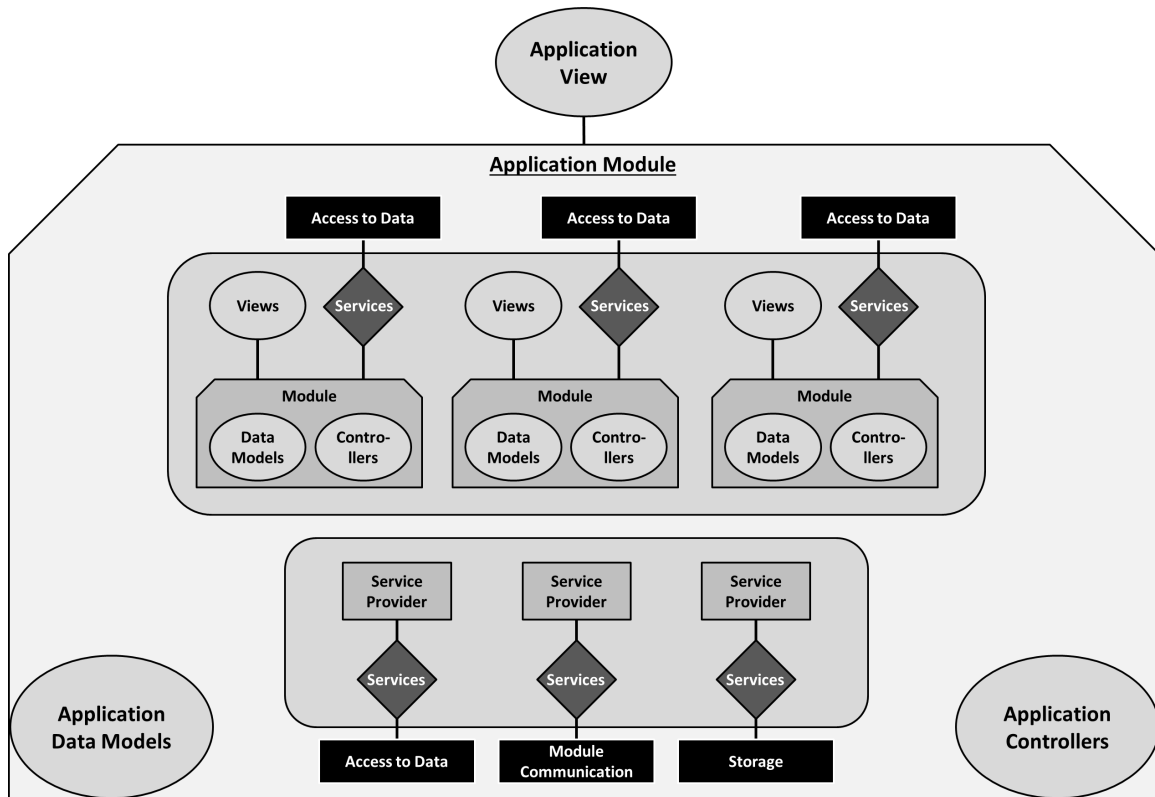 Application
View
Application Module
Access to Data
Access to Data
Access to Data
Views
Services
Views
Services
Views
Services
Module
Module
Module
Data
Models
Contro-
llers
Data
Models
Contro-
llers
Data
Models
Contro-
llers
Service
Provider
Service
Provider
Service
Provider
Services
Services
Services
Application
Data Models
Application
Controllers
Access to Data
Module
Communication
Storage